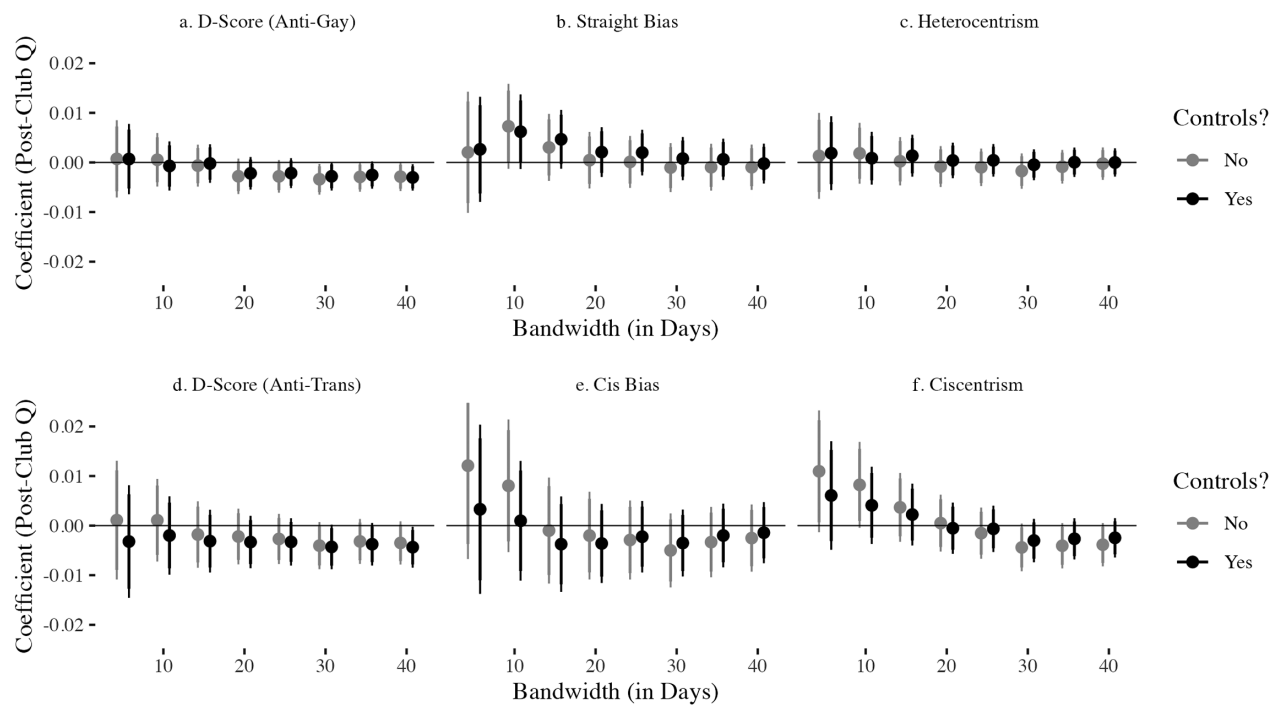 a. D-Score (Anti-Gay)
b. Straight Bias
c. Heterocentrism
Coefficient (Post-Club Q)
0.02
0.01
0.00
-0.01
-0.02
10 20 30 40
10 20 30 40
10 20 30 40
Bandwidth (in Days)
Controls?
No
Yes
d. D-Score (Anti-Trans)
e. Cis Bias
f. Ciscentrism
Coefficient (Post-Club Q)
0.02
0.01
0.00
-0.01
-0.02
10 20 30 40
10 20 30 40
10 20 30 40
Bandwidth (in Days)
Controls?
No
Yes